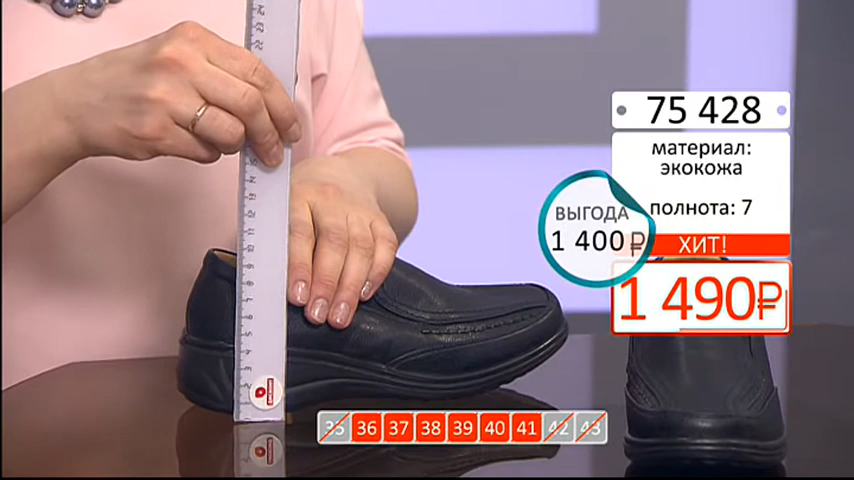 75 428
материал:
экокожа
полнота: 7
ВЫГОДА
1 400 ₽
ХИТ!
1 490₽
35 36 37 38 39 40 41 42 43